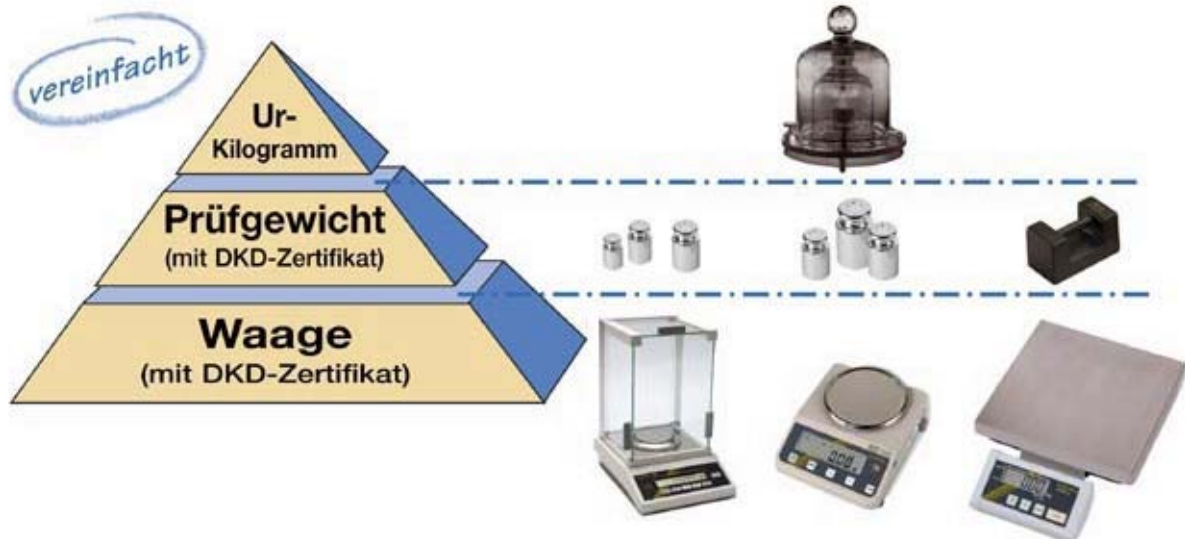 vereinfacht
Ur-
Kilogramm
Prüfgewicht
(mit DKD-Zertifikat)
Waage
(mit DKD-Zertifikat)